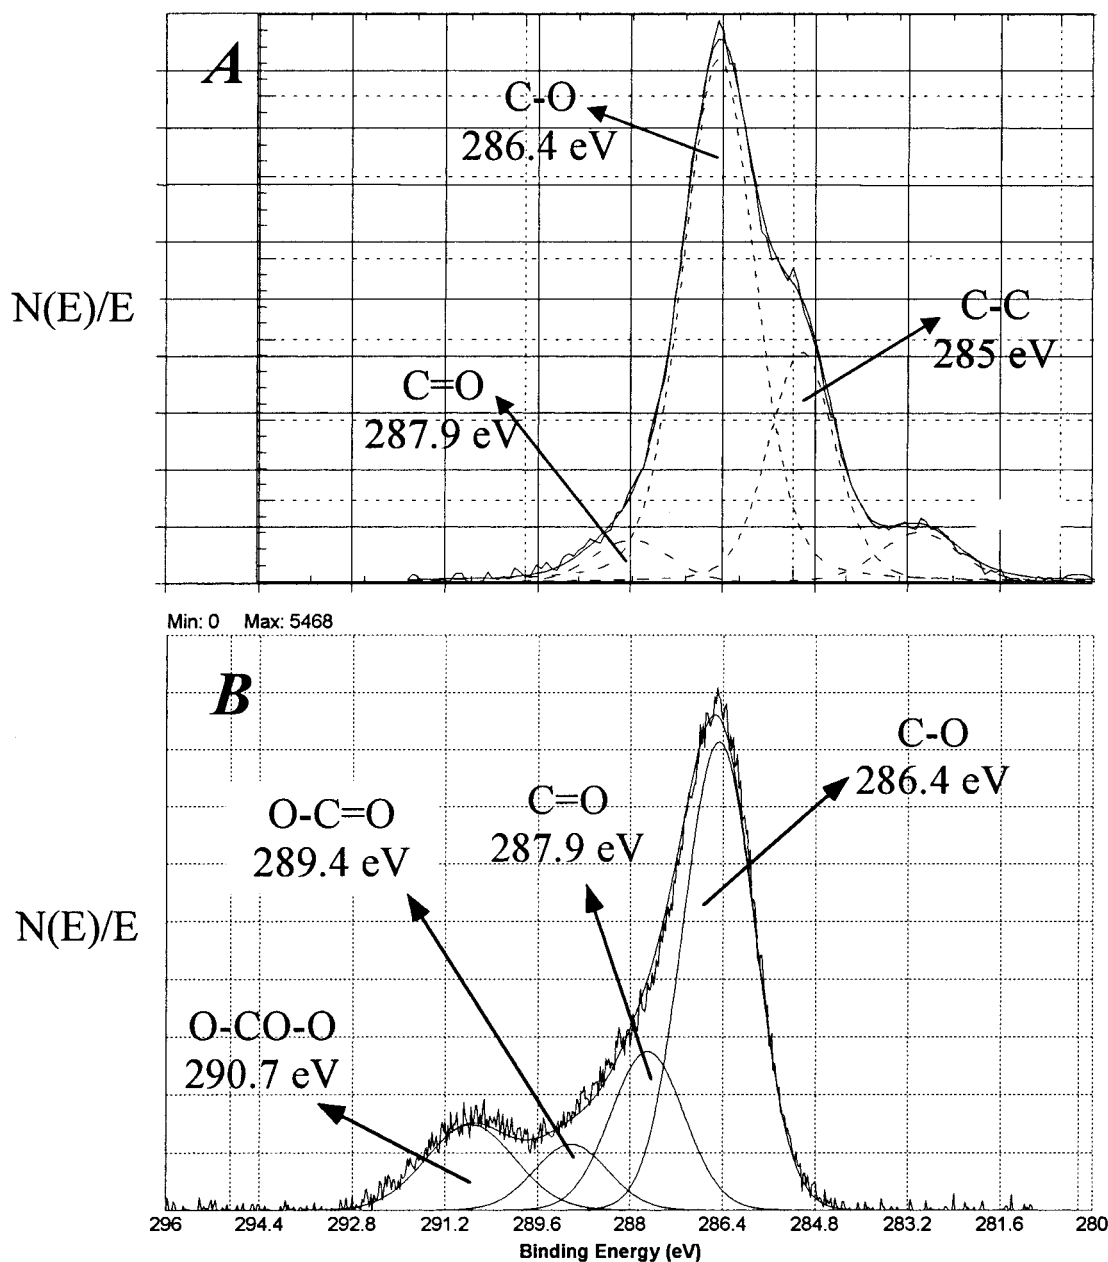 A
C-O
286.4 eV
N(E)/E
C-C
285 eV
C=O
287.9 eV
Min: 0 Max: 5468
B
C-O
286.4 eV
C=O
287.9 eV
O-C=O
289.4 eV
N(E)/E
O-CO-O
290.7 eV
296 294.4 292.8 291.2 289.6 288 286.4 284.8 283.2 281.6 280
Binding Energy (eV)